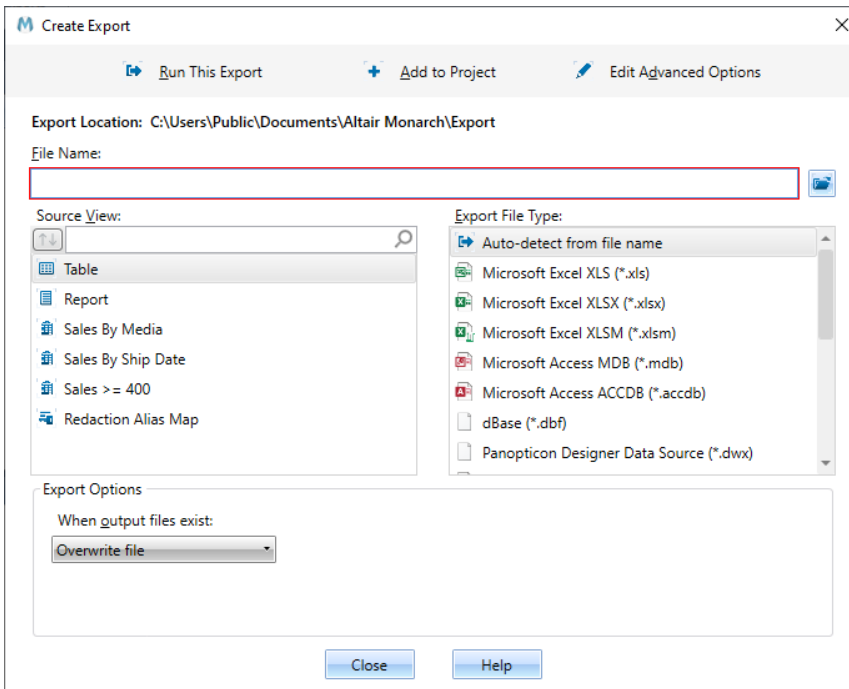 Create Export
Run This Export
Add to Project
Edit Advanced Options
Export Location: C:\Users\Public\Documents\Altair Monarch\Export
File Name:
Source View:
Table
Report
Sales By Media
Sales By Ship Date
Sales >= 400
Redaction Alias Map
Export File Type:
Auto-detect from file name
Microsoft Excel XLS (*.xls)
Microsoft Excel XLSX (*.xlsx)
Microsoft Excel XLSM (*.xlsm)
Microsoft Access MDB (*.mdb)
Microsoft Access ACCDB (*.accdb)
dBase (*.dbf)
Panopticon Designer Data Source (*.dwx)
Export Options
When output files exist:
Overwrite file
Close
Help